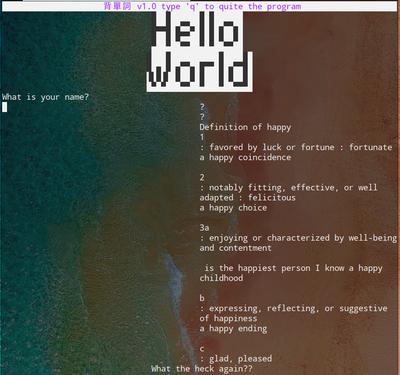 背單詞 v1.0 type 'q' to quite the program
Hello
World
What is your name?
?
?
Definition of happy
1
: favored by luck or fortune : fortunate
a happy coincidence
2
: notably fitting, effective, or well
adapted : felicitous
a happy choice
3a
: enjoying or characterized by well-being
and contentment
is the happiest person I know a happy
childhood
b
: expressing, reflecting, or suggestive
of happiness
a happy ending
c
: glad, pleased
What the heck again??